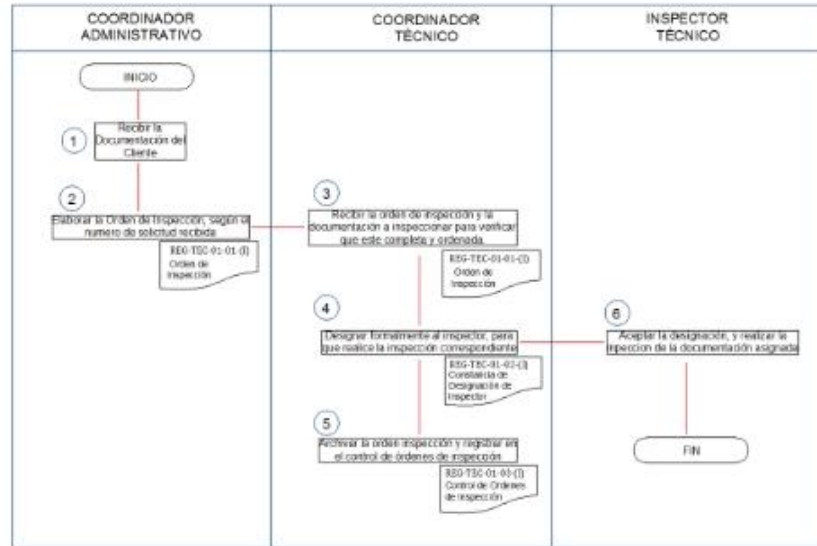 COORDINADOR
ADMINISTRATIVO
COORDINADOR
TÉCNICO
INSPECTOR
TÉCNICO
INICIO
1
Recibir la
Documentación del
Cliente
2
Elaborar la Orden de Inspección, según el
numero de solicitud recibida
REG-TEC-01-01-(I)
Orden de
Inspección
3
Recibir la orden de inspección y la
documentación a inspeccionar para verificar
que este completa y ordenada.
REG-TEC-01-01-(I)
Orden de
Inspección
4
Designar formalmente al inspector, para
que realice la inspección correspondiente
REG-TEC-01-02-(I)
Constancia de
Designación de
Inspector
5
Archivar la orden inspección y registrar en
el control de órdenes de inspección
REG-TEC-01-03-(I)
Control de Ordenes
de Inspección
6
Aceptar la designación, y realizar la
inpeccion de la documentación asignada
FIN